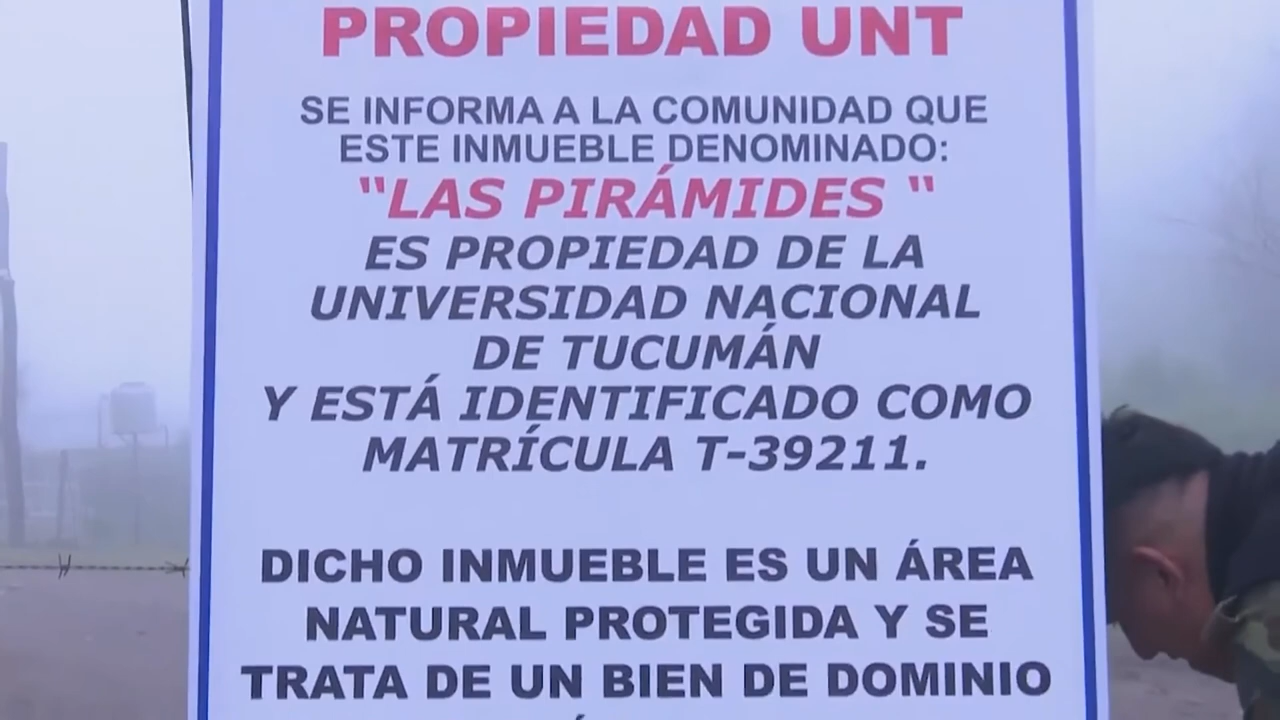 PROPIEDAD UNT
SE INFORMA A LA COMUNIDAD QUE
ESTE INMUEBLE DENOMINADO:
"LAS PIRÁMIDES "
ES PROPIEDAD DE LA
UNIVERSIDAD NACIONAL
DE TUCUMÁN
Y ESTÁ IDENTIFICADO COMO
MATRÍCULA T-39211.
DICHO INMUEBLE ES UN ÁREA
NATURAL PROTEGIDA Y SE
TRATA DE UN BIEN DE DOMINIO